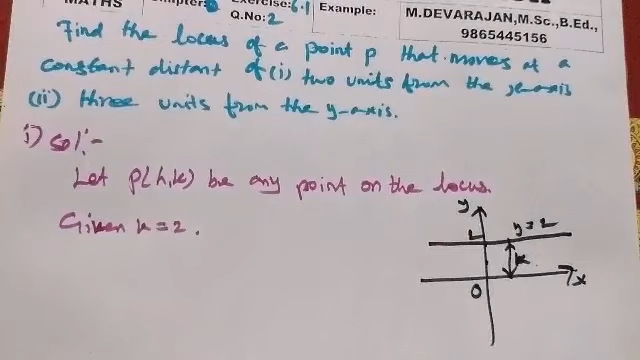 MATHS Chapter: Exercise: 6.1 Example: M.DEVARAJAN,M.Sc.,B.Ed.,
Q.No: 2 9865445156
Find the locus of a point P that moves at a
constant distant of (i) two units from the x-axis
(ii) three units from the y-axis.
i) Sol:-
Let P(h,k) be any point on the locus.
Given k=2.
y
2 y=2
k
O x